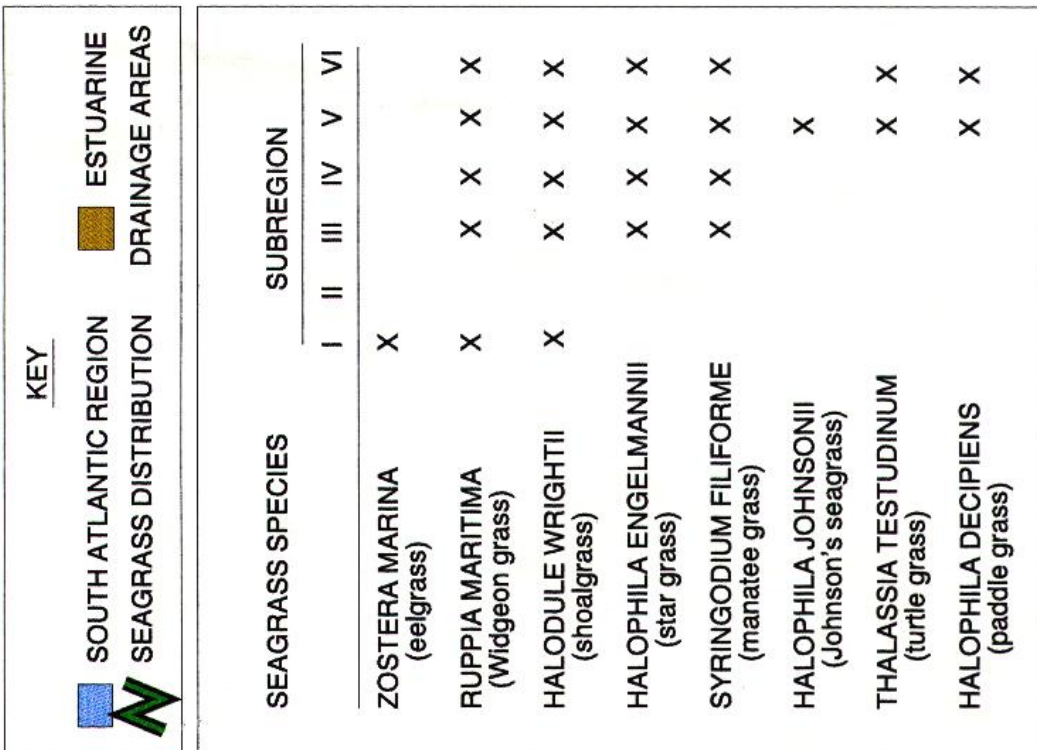 KEY
SOUTH ATLANTIC REGION ESTUARINE
SEAGRASS DISTRIBUTION DRAINAGE AREAS
SEAGRASS SPECIES SUBREGION
I II III IV V VI
ZOSTERA MARINA X
(eelgrass)
RUPPIA MARITIMA X X X X X
(Widgeon grass)
HALODULE WRIGHTII X X X X X
(shoalgrass)
HALOPHILA ENGELMANNII X X X X
(star grass)
SYRINGODIUM FILIFORME X X X X
(manatee grass)
HALOPHILA JOHNSONII X
(Johnson's seagrass)
THALASSIA TESTUDINUM X X
(turtle grass)
HALOPHILA DECIPIENS X X
(paddle grass)